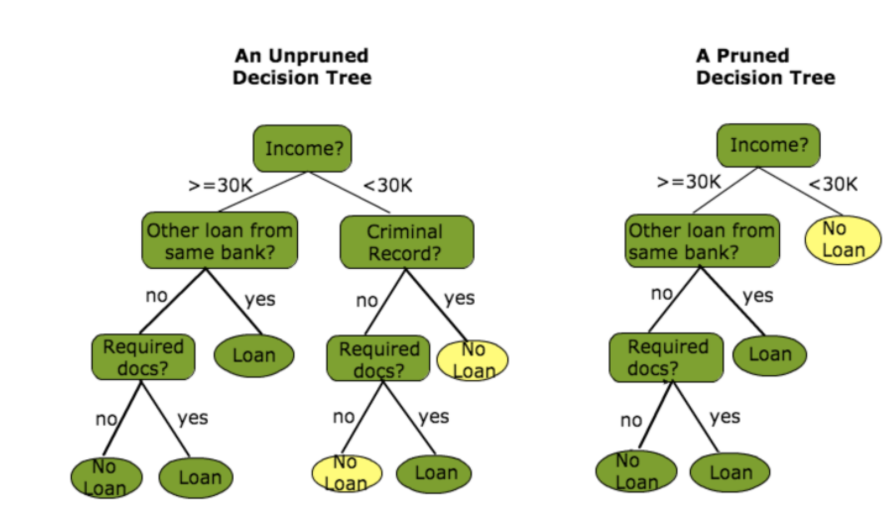 An Unpruned
Decision Tree
Income?
>=30K
<30K
Other loan from
same bank?
Criminal
Record?
no
yes
no
yes
Required
docs?
Loan
Required
docs?
No
Loan
no
yes
no
yes
No
Loan
Loan
No
Loan
Loan
A Pruned
Decision Tree
Income?
>=30K
<30K
Other loan from
same bank?
No
Loan
no
yes
Required
docs?
Loan
no
yes
No
Loan
Loan